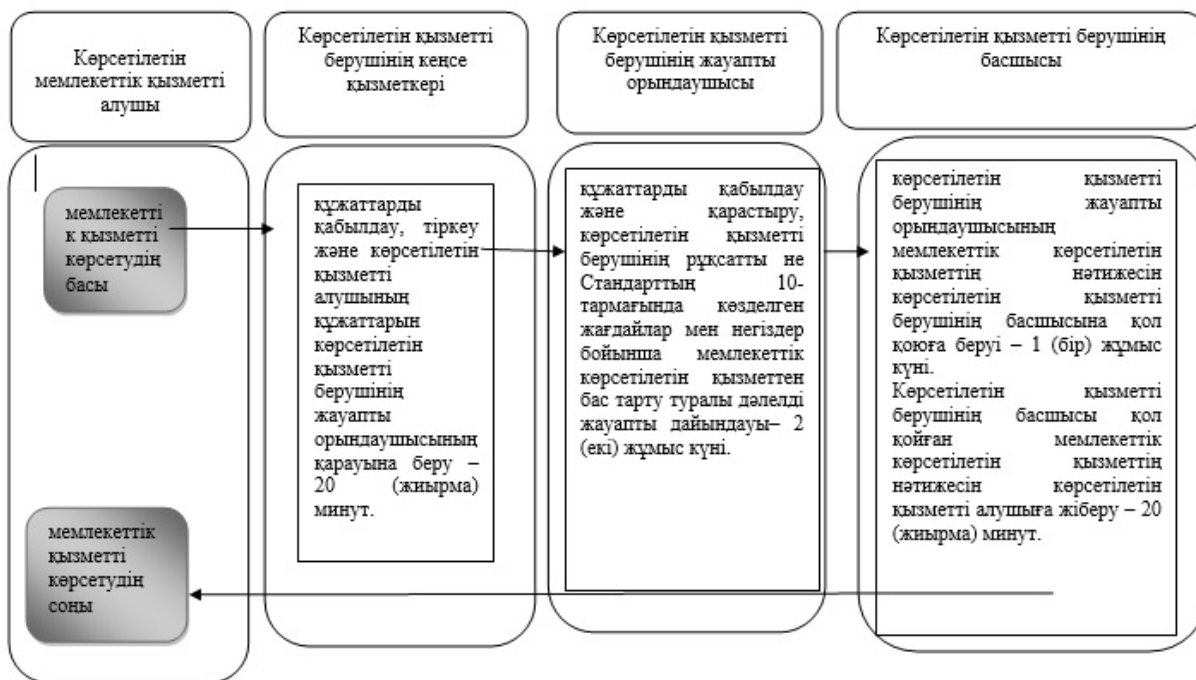 Көрсетілетін
мемлекеттік қызметті
алушы
Көрсетілетін қызметті
берушінің кеңсе
қызметкері
Көрсетілетін қызметті
берушінің жауапты
орындаушысы
Көрсетілетін қызметті берушінің
басшысы
мемлекетті
к қызметті
көрсетудің
басы
құжаттарды
қабылдау, тіркеу
және көрсетілетін
қызметті
алушының
құжаттарын
көрсетілетін
қызметті
берушінің
жауапты
орындаушысының
қарауына беру –
20 (жиырма)
минут.
құжаттарды қабылдау
және қарастыру,
көрсетілетін қызметті
берушінің рұқсатты не
Стандарттың 10-
тармағында көзделген
жағдайлар мен негіздер
бойынша мемлекеттік
көрсетілетін қызметтен
бас тарту туралы дәлелді
жауапты дайындауы– 2
(екі) жұмыс күні.
көрсетілетін қызметті
берушінің жауапты
орындаушысының
мемлекеттік көрсетілетін
қызметтің нәтижесін
көрсетілетін қызметті
берушінің басшысына қол
қоюға беруі – 1 (бір) жұмыс
күні.
Көрсетілетін қызметті
берушінің басшысы қол
қойған мемлекеттік
көрсетілетін қызметтің
нәтижесін көрсетілетін
қызметті алушыға жіберу – 20
(жиырма) минут.
мемлекеттік
қызметті
көрсетудің
соңы